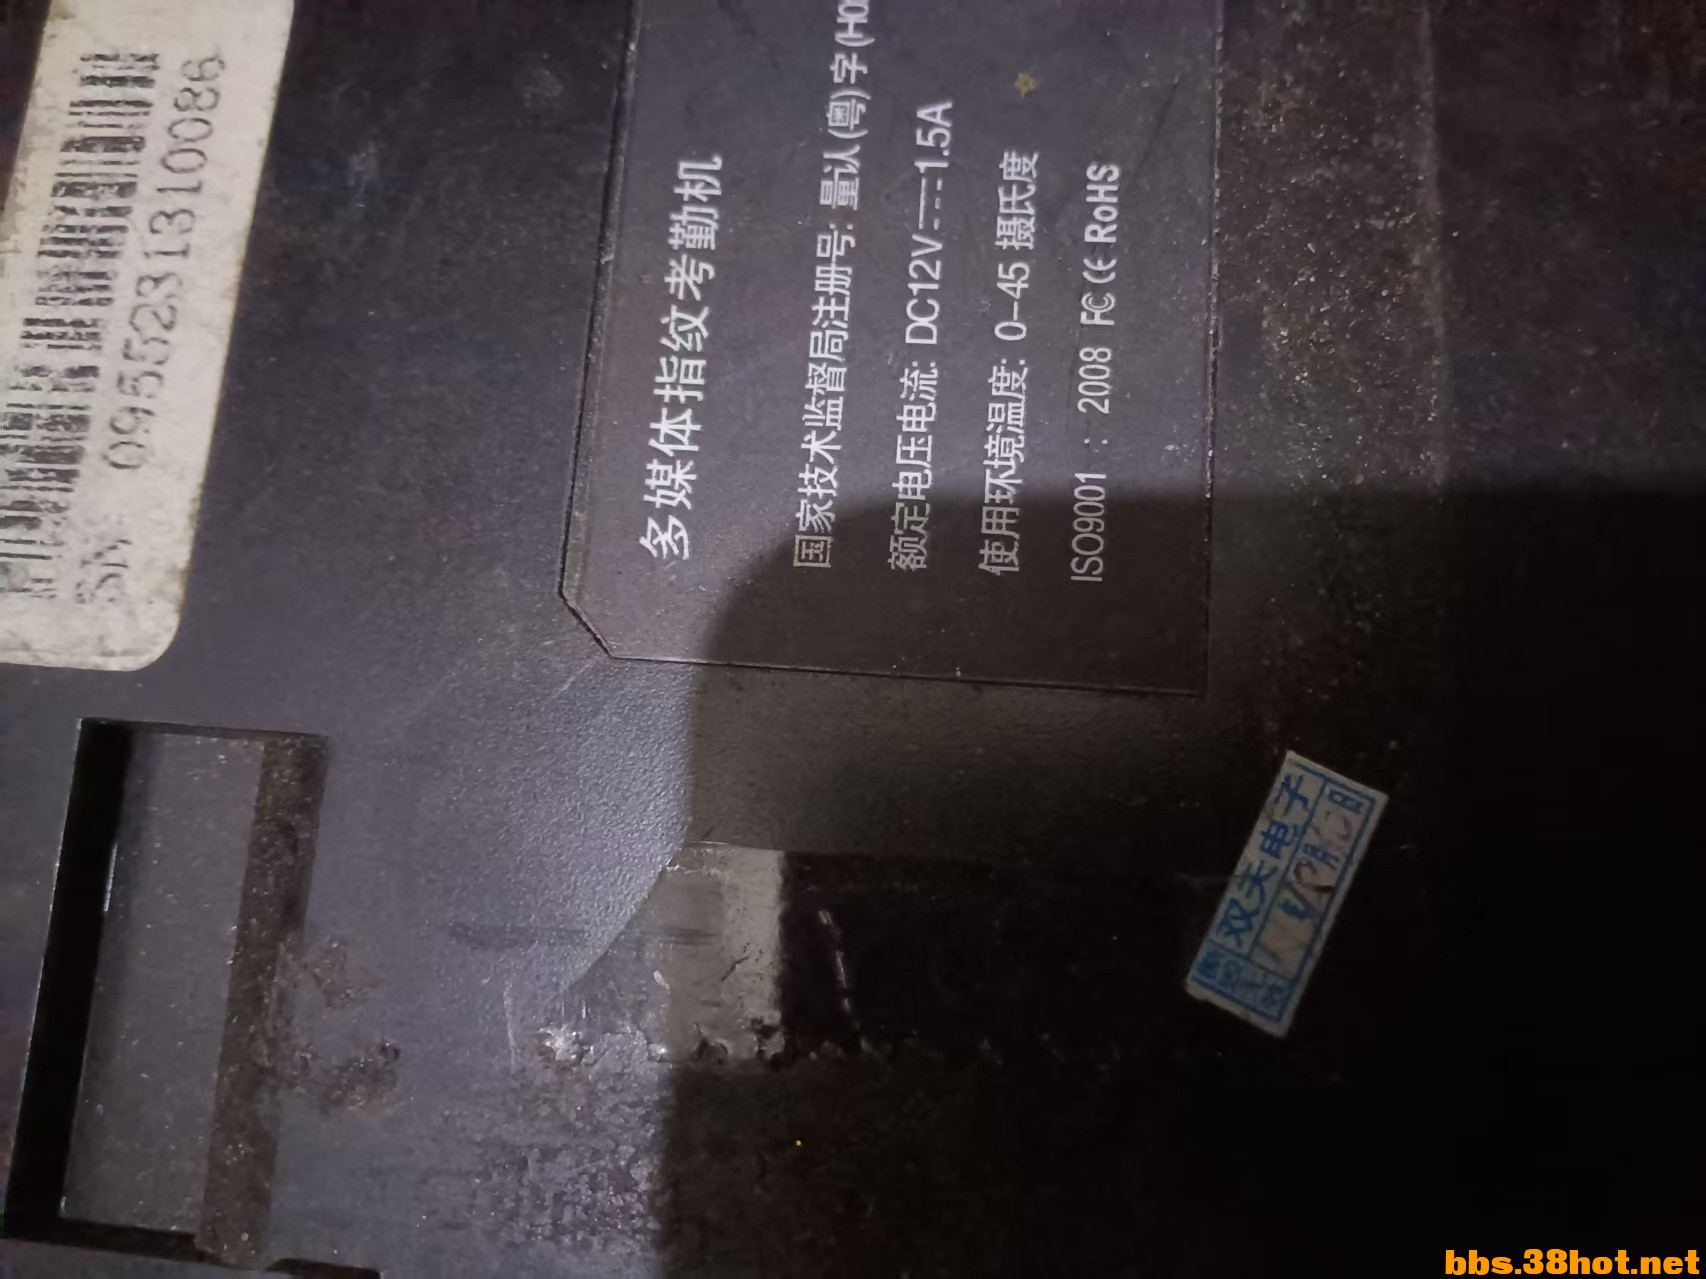 SN: 0955231310086
多媒体指纹考勤机
国家技术监督局注册号: 量认(粤)字(H0
额定电压电流: DC12V⎓1.5A
使用环境温度: 0-45 摄氏度
ISO9001 : 2008 FC CE RoHS
双关电子
月 日
bbs.38hot.net